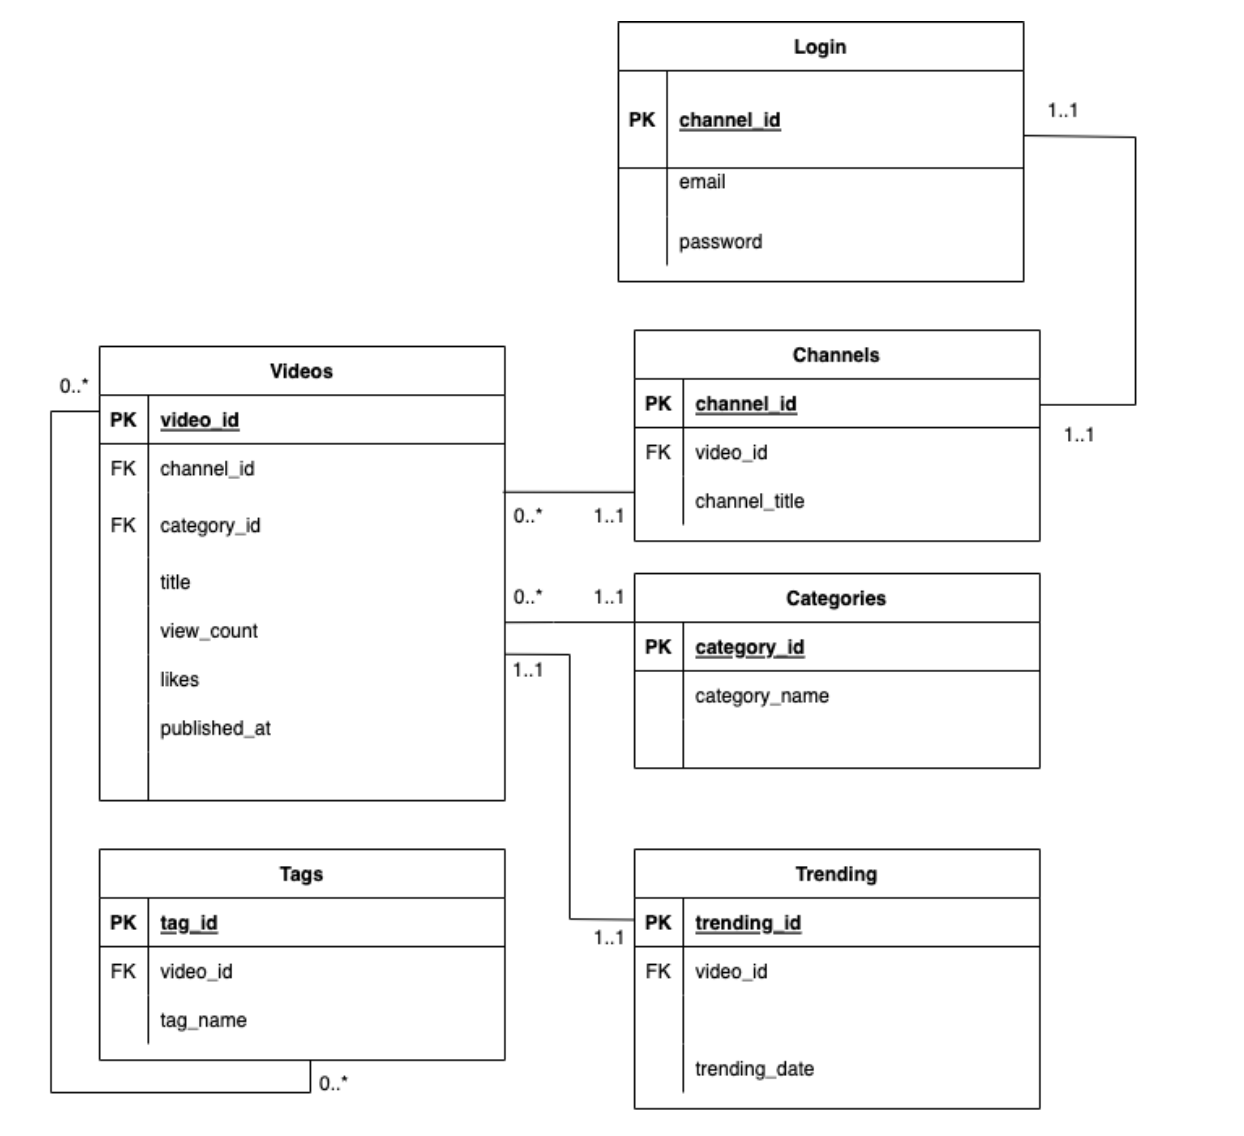 Login
PK channel_id
email
password
1..1
1..1
Videos
0..*
PK video_id
FK channel_id
FK category_id
title
view_count
likes
published_at
Channels
PK channel_id
FK video_id
channel_title
0..* 1..1
0..* 1..1
Categories
PK category_id
category_name
1..1
1..1
Tags
PK tag_id
FK video_id
tag_name
0..*
Trending
PK trending_id
FK video_id
trending_date